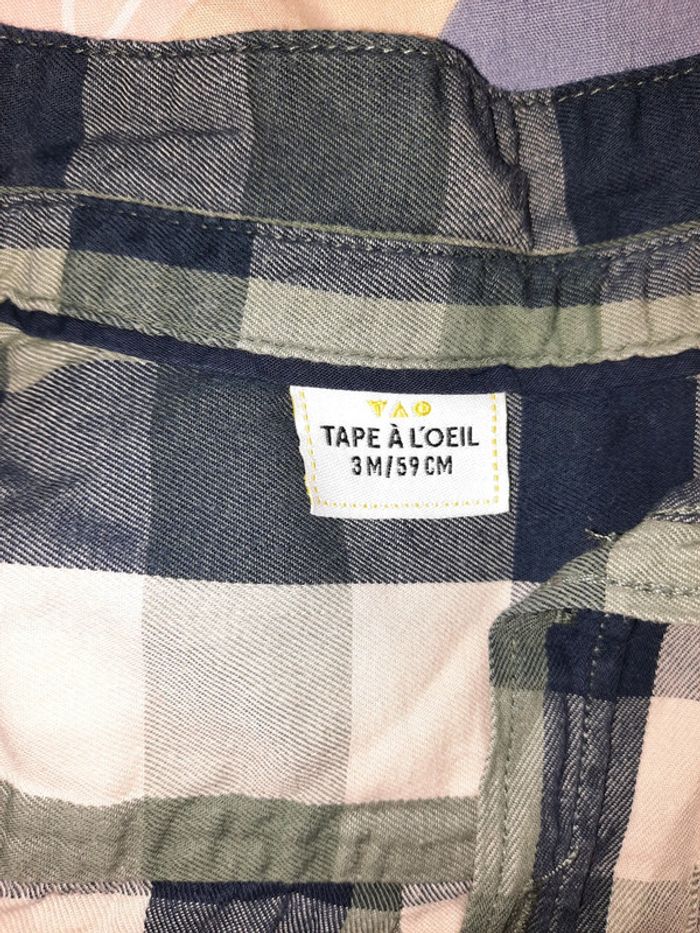 TAO
TAPE À L'OEIL
3M/59CM